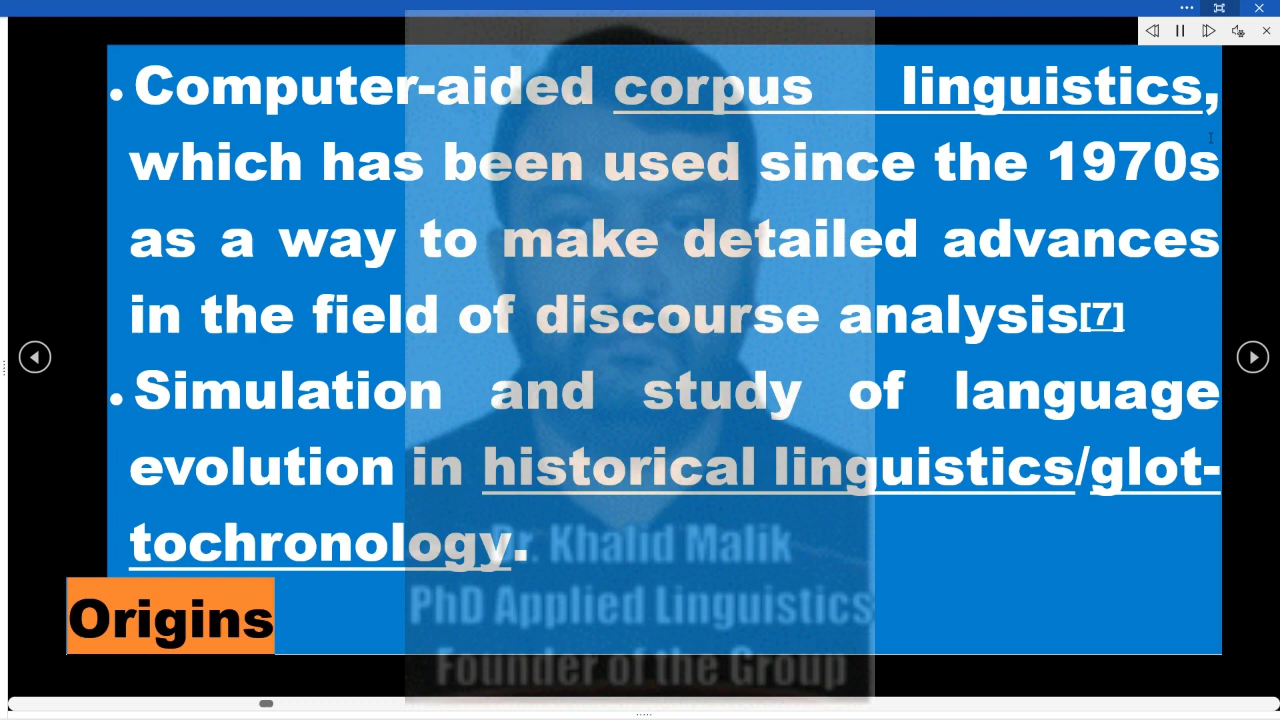 • Computer-aided corpus linguistics,
which has been used since the 1970s
as a way to make detailed advances
in the field of discourse analysis[7]
• Simulation and study of language
evolution in historical linguistics/glot-
tochronology.
Dr. Khalid Malik
PhD Applied Linguistics
Founder of the Group
Origins